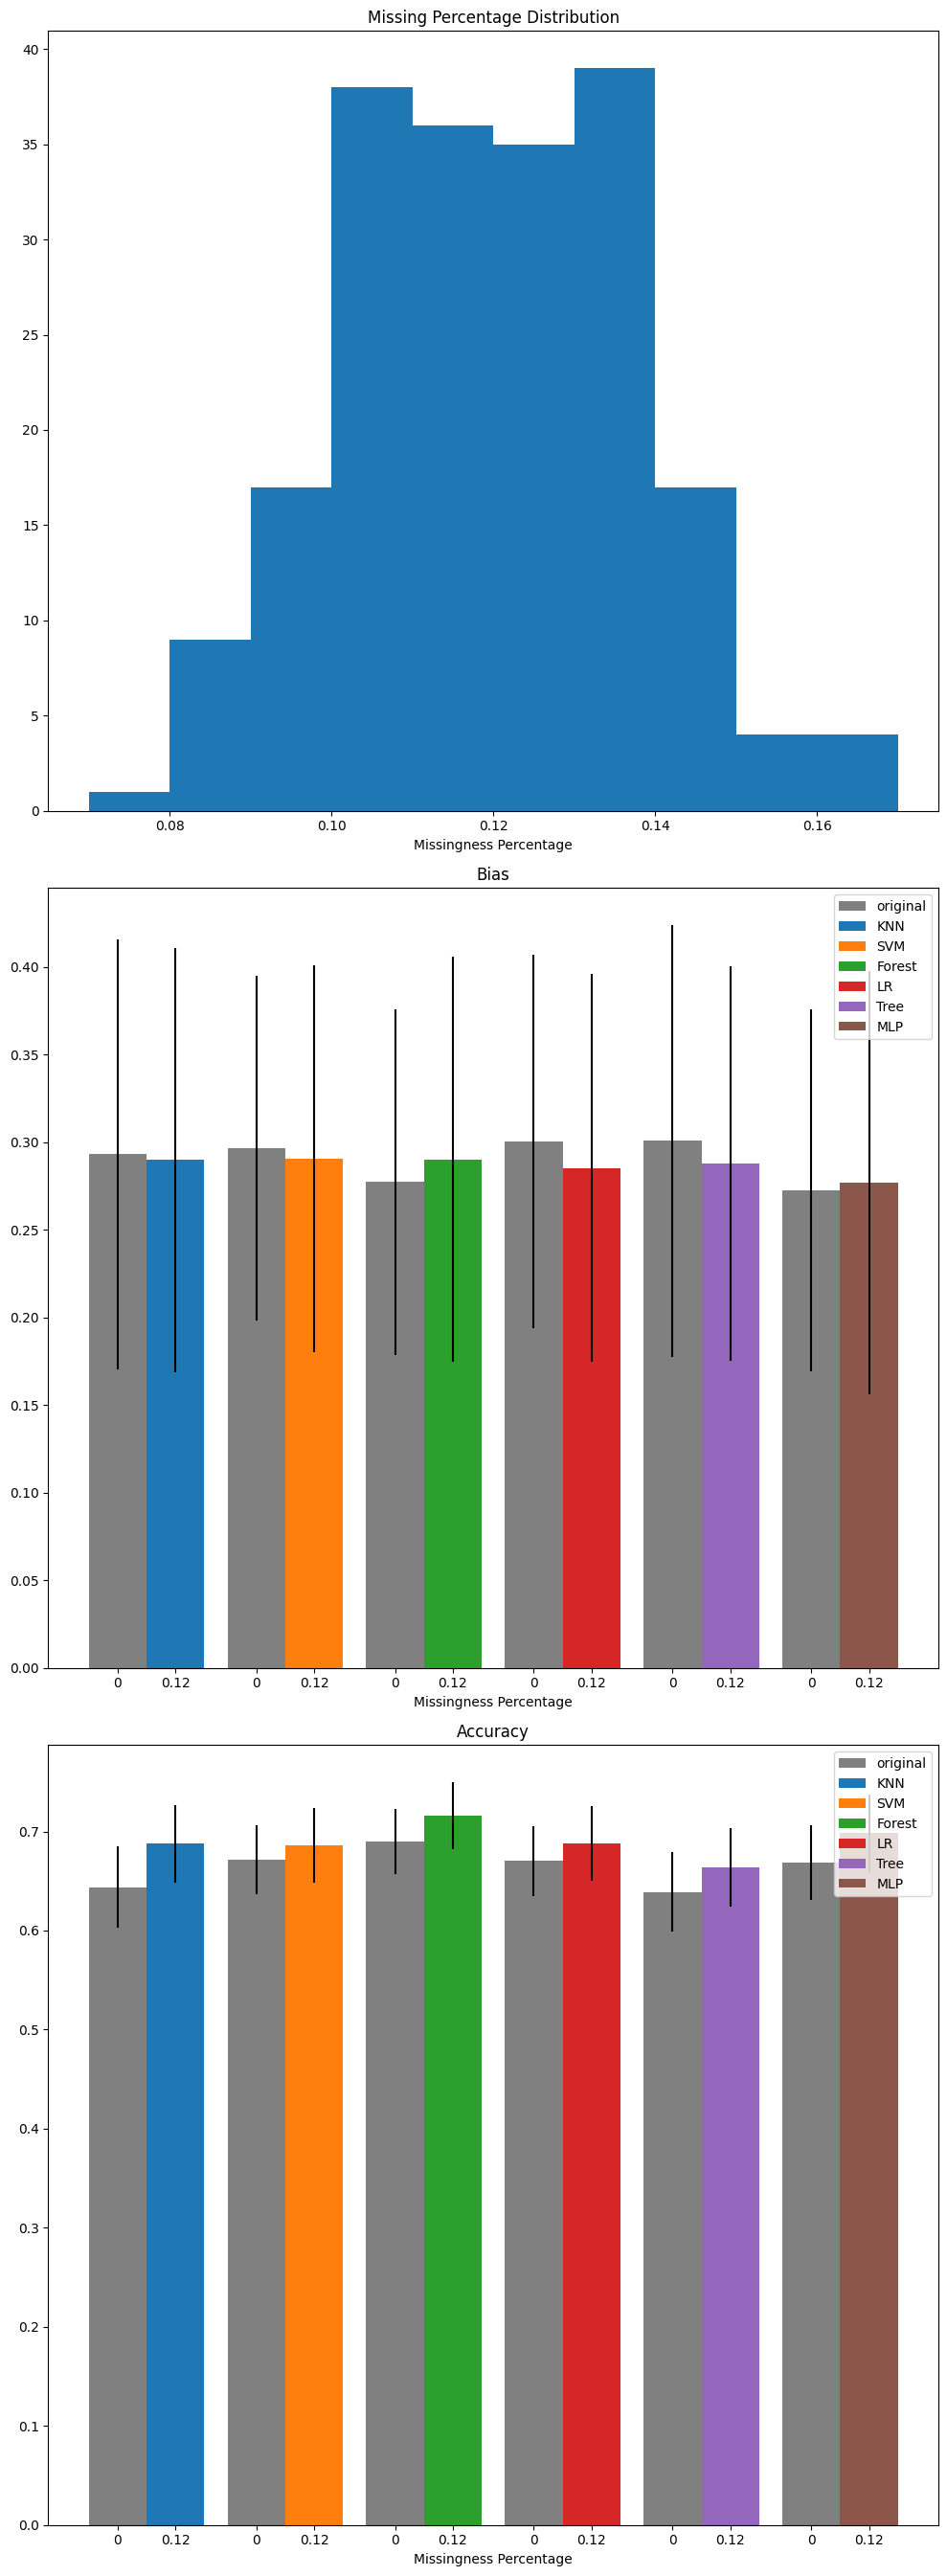 Missing Percentage Distribution
40
35
30
25
20
15
10
5
0
0.08 0.10 0.12 0.14 0.16
Missingness Percentage
Bias
original
KNN
SVM
Forest
LR
Tree
MLP
0.40
0.35
0.30
0.25
0.20
0.15
0.10
0.05
0.00
0 0.12 0 0.12 0 0.12 0 0.12 0 0.12 0 0.12
Missingness Percentage
Accuracy
original
KNN
SVM
Forest
LR
Tree
MLP
0.7
0.6
0.5
0.4
0.3
0.2
0.1
0.0
0 0.12 0 0.12 0 0.12 0 0.12 0 0.12 0 0.12
Missingness Percentage